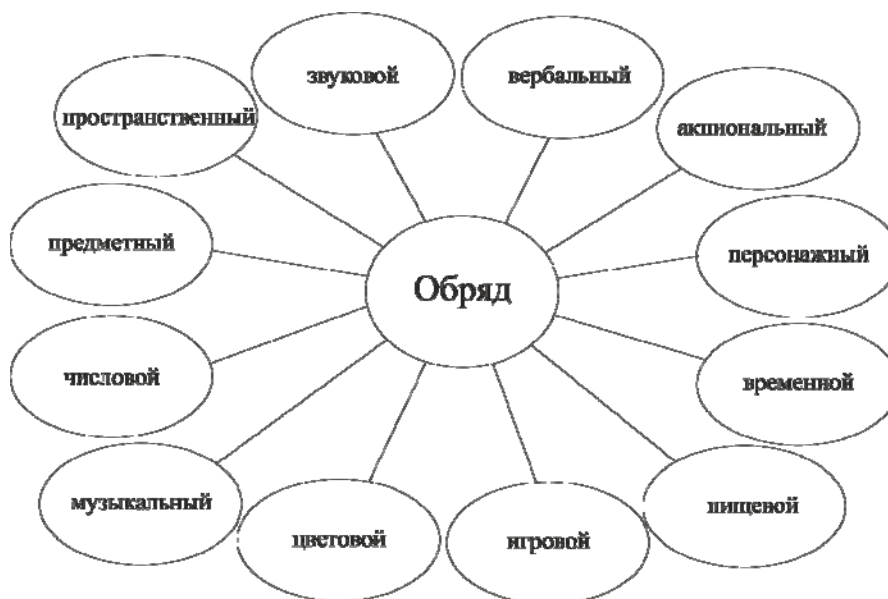 звуковой
вербальный
пространственный
акциональный
предметный
персонажный
Обряд
числовой
временной
музыкальный
пищевой
цветовой
игровой